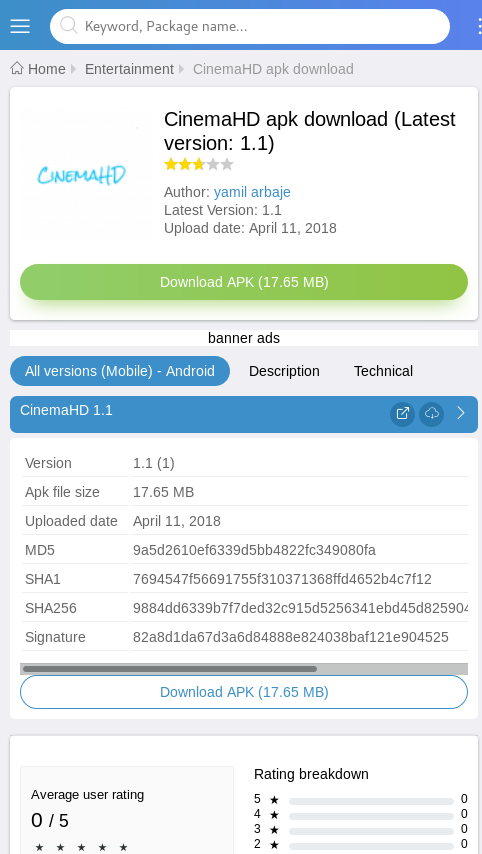 Keyword, Package name...
Home Entertainment CinemaHD apk download
CinemaHD
CinemaHD apk download (Latest
version: 1.1)
Author: yamil arbaje
Latest Version: 1.1
Upload date: April 11, 2018
Download APK (17.65 MB)
banner ads
All versions (Mobile) - Android Description Technical
CinemaHD 1.1
Version 1.1 (1)
Apk file size 17.65 MB
Uploaded date April 11, 2018
MD5 9a5d2610ef6339d5bb4822fc349080fa
SHA1 7694547f56691755f310371368ffd4652b4c7f12
SHA256 9884dd6339b7f7ded32c915d5256341ebd45d825904
Signature 82a8d1da67d3a6d84888e824038baf121e904525
Download APK (17.65 MB)
Rating breakdown
Average user rating
0 / 5
5 ★ 0
4 ★ 0
3 ★ 0
2 ★ 0